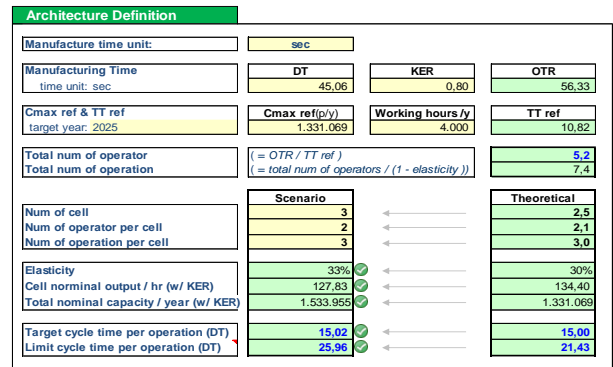 Architecture Definition
Manufacture time unit: sec
Manufacturing Time DT KER OTR
time unit: sec 45,06 0,80 56,33
Cmax ref & TT ref Cmax ref(p/y) Working hours /y TT ref
target year: 2025 1.331.069 4.000 10,82
Total num of operator ( = OTR / TT ref ) 5,2
Total num of operation ( = total num of operators / (1 - elasticity )) 7,4
Scenario Theoretical
Num of cell 3 2,5
Num of operator per cell 2 2,1
Num of operation per cell 3 3,0
Elasticity 33% 30%
Cell norminal output / hr (w/ KER) 127,83 134,40
Total nominal capacity / year (w/ KER) 1.533.955 1.331.069
Target cycle time per operation (DT) 15,02 15,00
Limit cycle time per operation (DT) 25,96 21,43